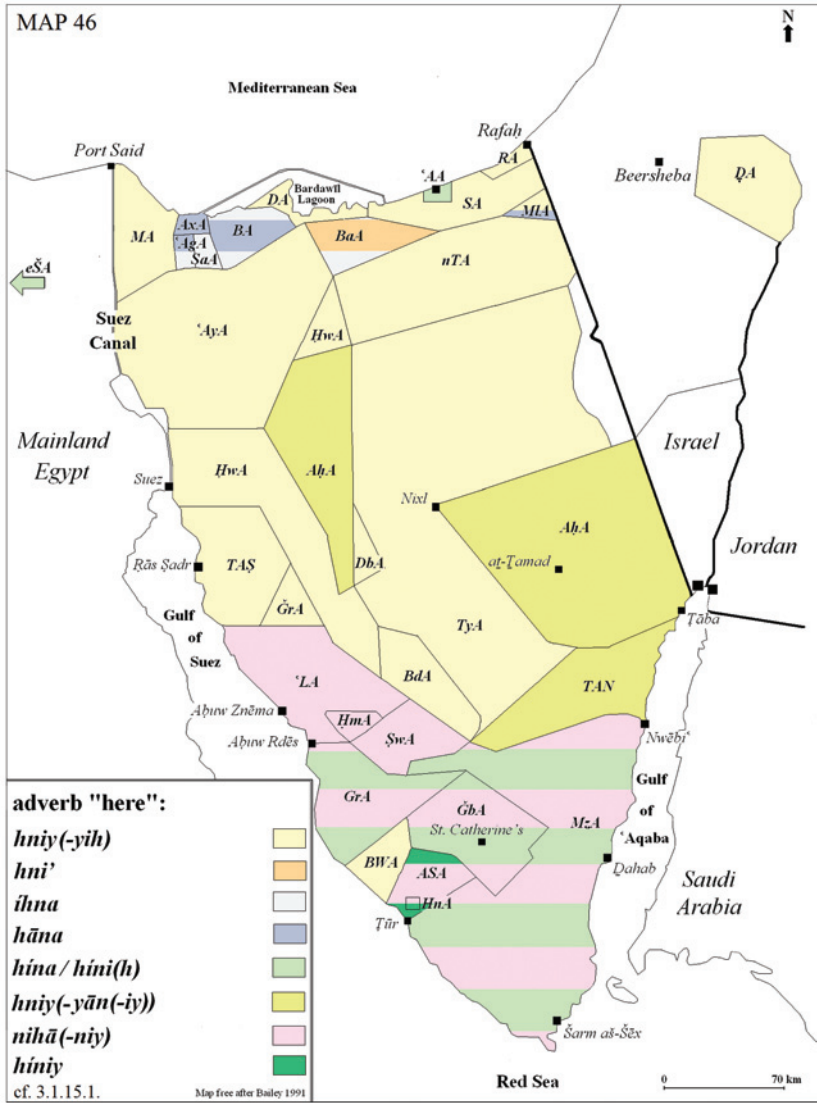 MAP 46
N
Mediterranean Sea
Rafaḥ
Port Said
RA
Beersheba
ḌA
ʿAA
Bardawīl
Lagoon
DA
SA
MlA
MA
AxA
BA
BaA
ʿAgA
ṢaA
nTA
eŠA
Suez
Canal
ʿAyA
ḤwA
Mainland
Egypt
Israel
AḥA
ḤwA
Suez
Nixl
AḥA
Jordan
Ṛās Ṣadr
TAṢ
DbA
aṯ-Ṯamad
ĞrA
Ṭāba
Gulf
of
Suez
TyA
BdA
TAN
ʿLA
Aḅuw Znēma
ḤmA
ṢwA
Nwēbiʿ
Aḅuw Rdēs
Gulf
of
ʿAqaba
GrA
ĞbA
MzA
St. Catherine's
BWA
ASA
Ḏahab
Saudi
Arabia
HnA
Ṭūr
Šarm aš-Šēx
Red Sea
0 70 km
adverb "here":
hniy(-yih)
hni’
íhna
hāna
hína / híni(h)
hniy(-yān(-iy))
nihā(-niy)
híniy
cf. 3.1.15.1.
Map free after Bailey 1991